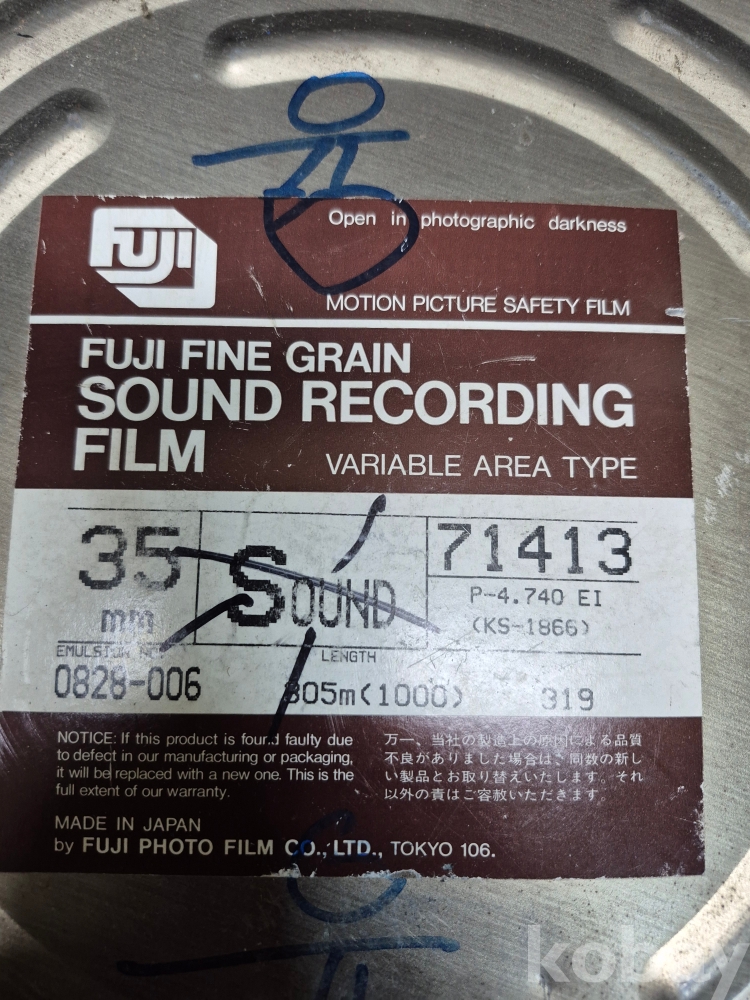 융
FUJI
Open in photographic darkness
MOTION PICTURE SAFETY FILM
FUJI FINE GRAIN
SOUND RECORDING
FILM
VARIABLE AREA TYPE
35
mm
SOUND
71413
P-4.740 EI
(KS-1866)
EMULSION NO.
LENGTH
0828-006
305m(1000)
319
NOTICE: If this product is found faulty due
to defect in our manufacturing or packaging,
it will be replaced with a new one. This is the
full extent of our warranty.
万一、当社の製造上の原因による品質
不良がありました場合はご同数の新し
い製品とお取り替えいたします。それ
以外の責はご容赦いただきます。
MADE IN JAPAN
by FUJI PHOTO FILM CO., LTD., TOKYO 106.